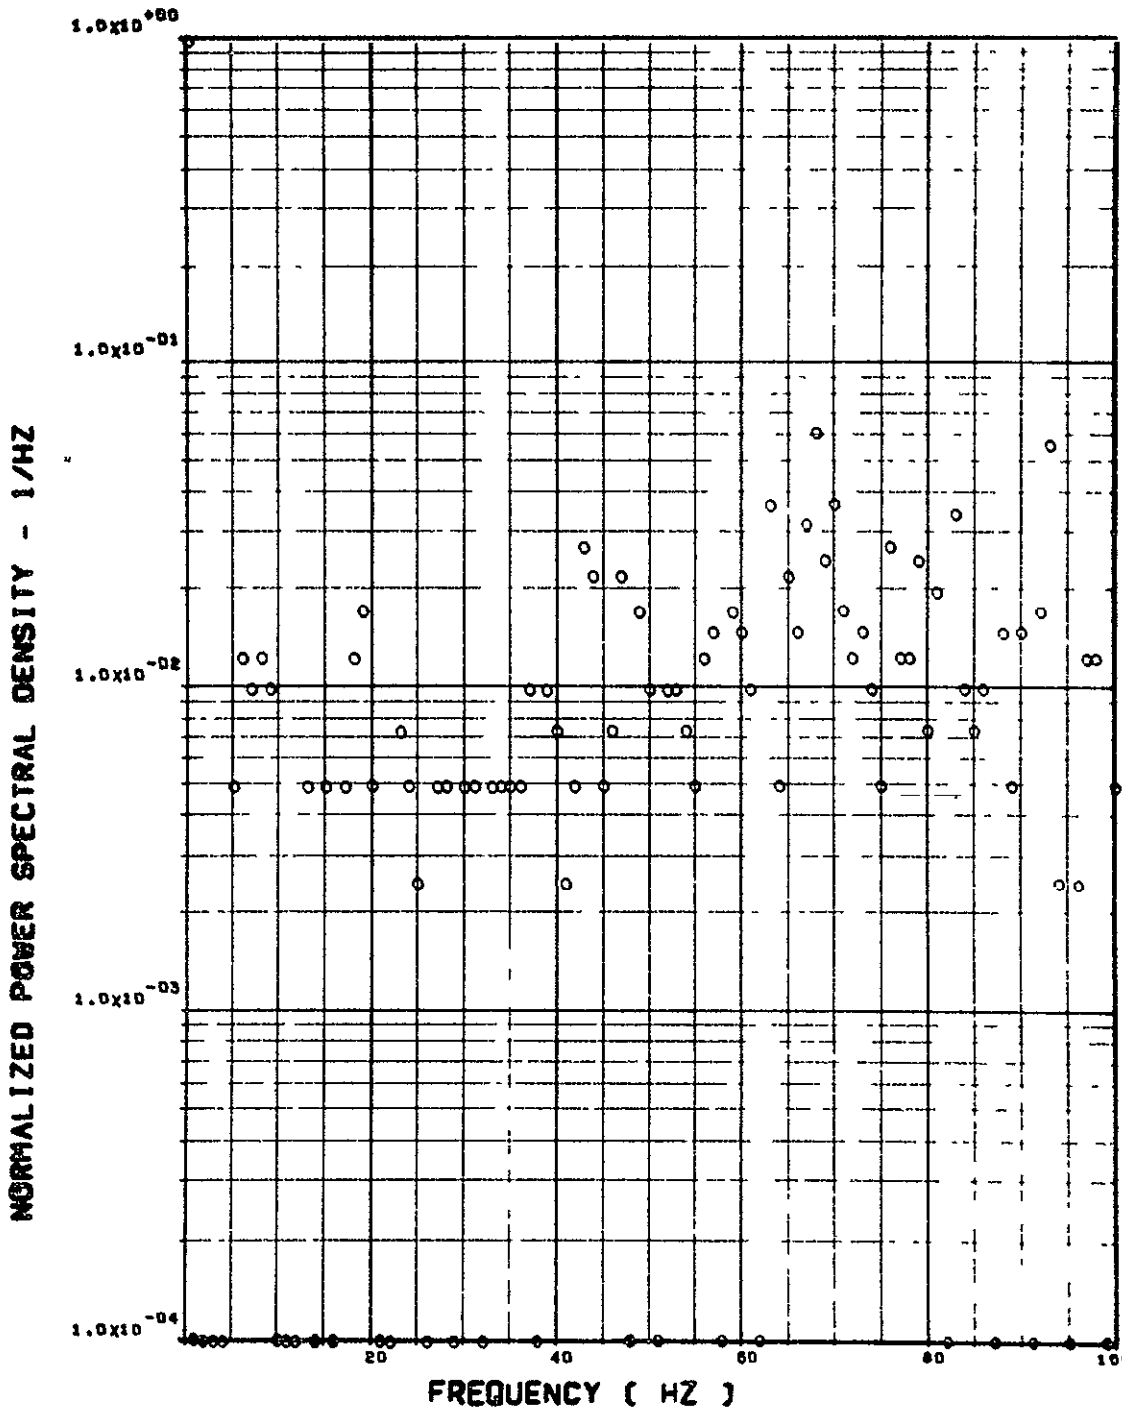 1.0X10+00
1.0X10-01
1.0X10-02
1.0X10-03
1.0X10-04
NORMALIZED POWER SPECTRAL DENSITY - 1/HZ
20 40 60 80 10
FREQUENCY ( HZ )